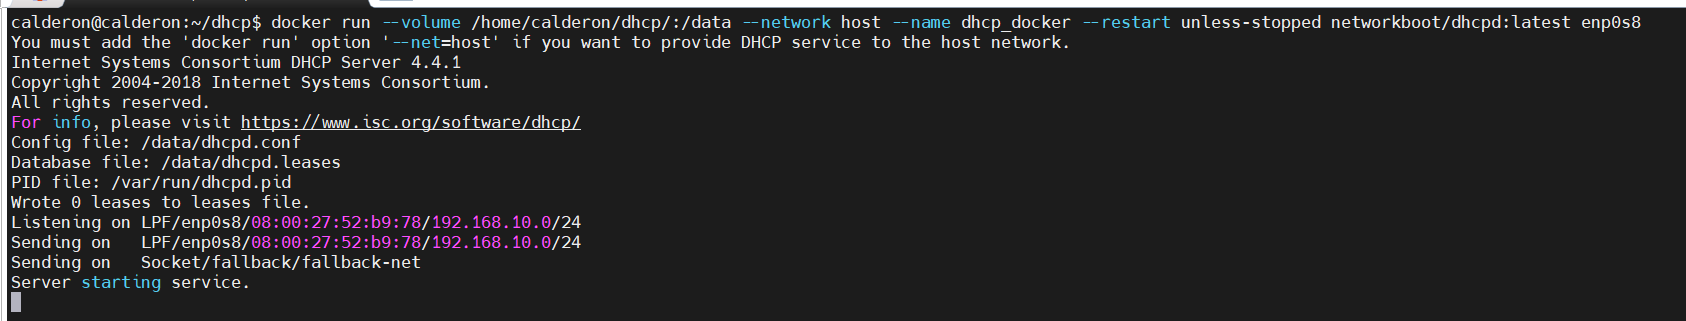 calderon@calderon:~/dhcp$ docker run --volume /home/calderon/dhcp/:/data --network host --name dhcp_docker --restart unless-stopped networkboot/dhcpd:latest enp0s8
You must add the 'docker run' option '--net=host' if you want to provide DHCP service to the host network.
Internet Systems Consortium DHCP Server 4.4.1
Copyright 2004-2018 Internet Systems Consortium.
All rights reserved.
For info, please visit https://www.isc.org/software/dhcp/
Config file: /data/dhcpd.conf
Database file: /data/dhcpd.leases
PID file: /var/run/dhcpd.pid
Wrote 0 leases to leases file.
Listening on LPF/enp0s8/08:00:27:52:b9:78/192.168.10.0/24
Sending on   LPF/enp0s8/08:00:27:52:b9:78/192.168.10.0/24
Sending on   Socket/fallback/fallback-net
Server starting service.